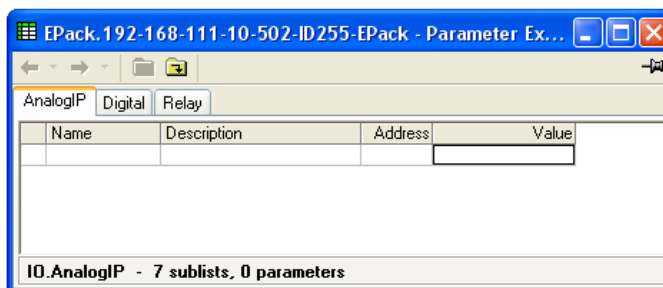 EPack.192-168-111-10-502-ID255-EPack - Parameter Ex...
AnalogIP Digital Relay
Name Description Address Value
IO.AnalogIP - 7 sublists, 0 parameters